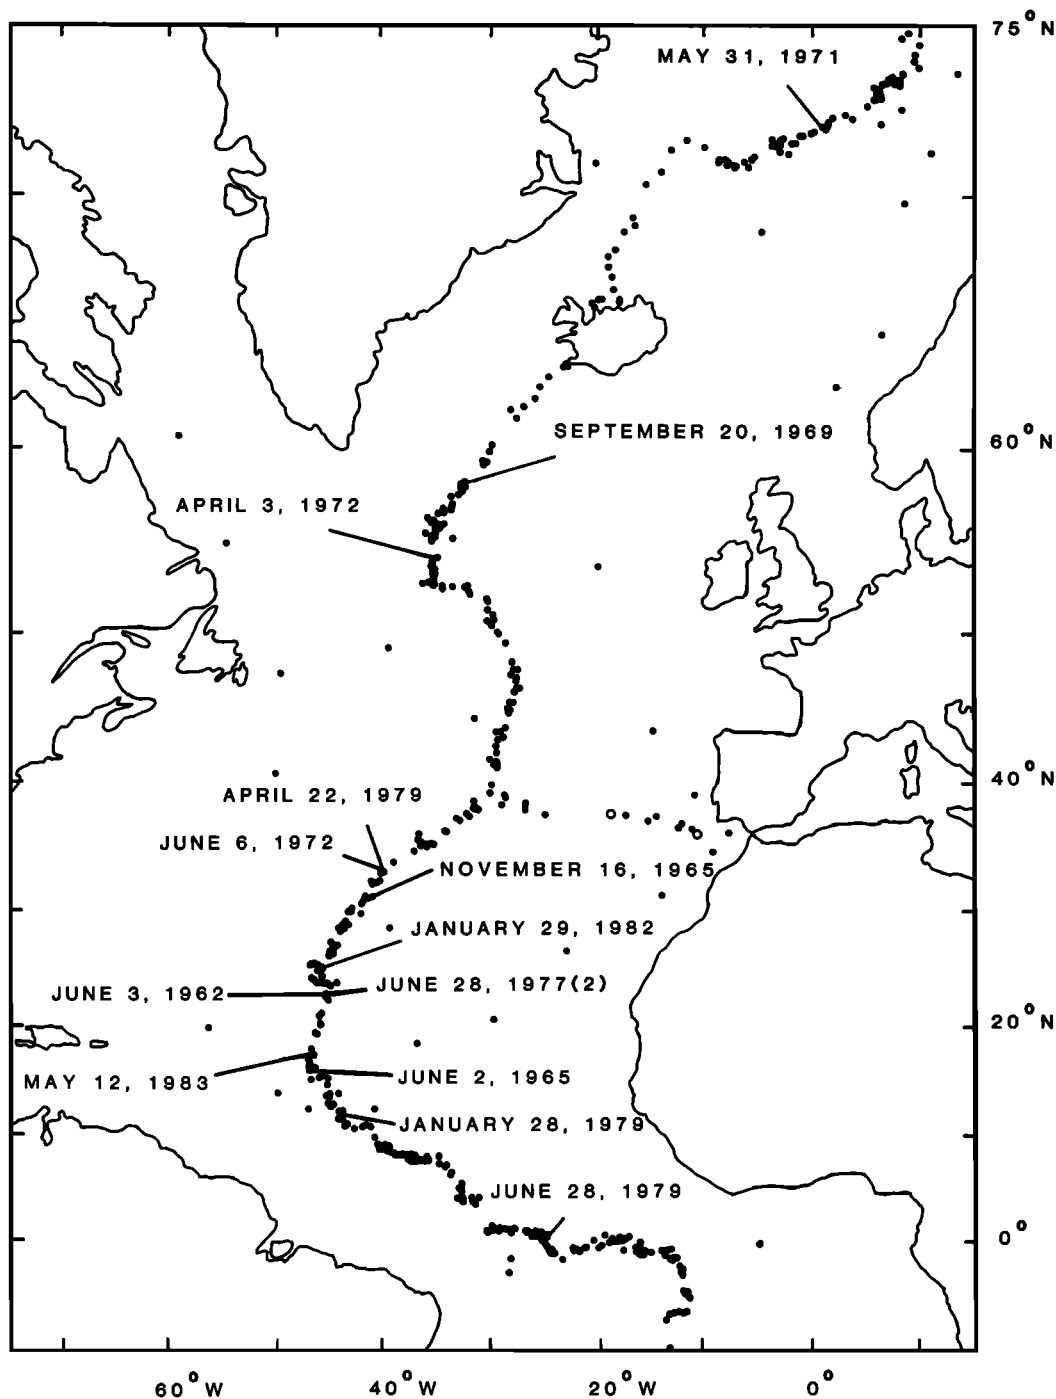 75°N
MAY 31, 1971
SEPTEMBER 20, 1969
60°N
APRIL 3, 1972
40°N
APRIL 22, 1979
JUNE 6, 1972
NOVEMBER 16, 1965
JANUARY 29, 1982
JUNE 28, 1977(2)
JUNE 3, 1962
20°N
MAY 12, 1983
JUNE 2, 1965
JANUARY 28, 1979
JUNE 28, 1979
0°
60°W 40°W 20°W 0°